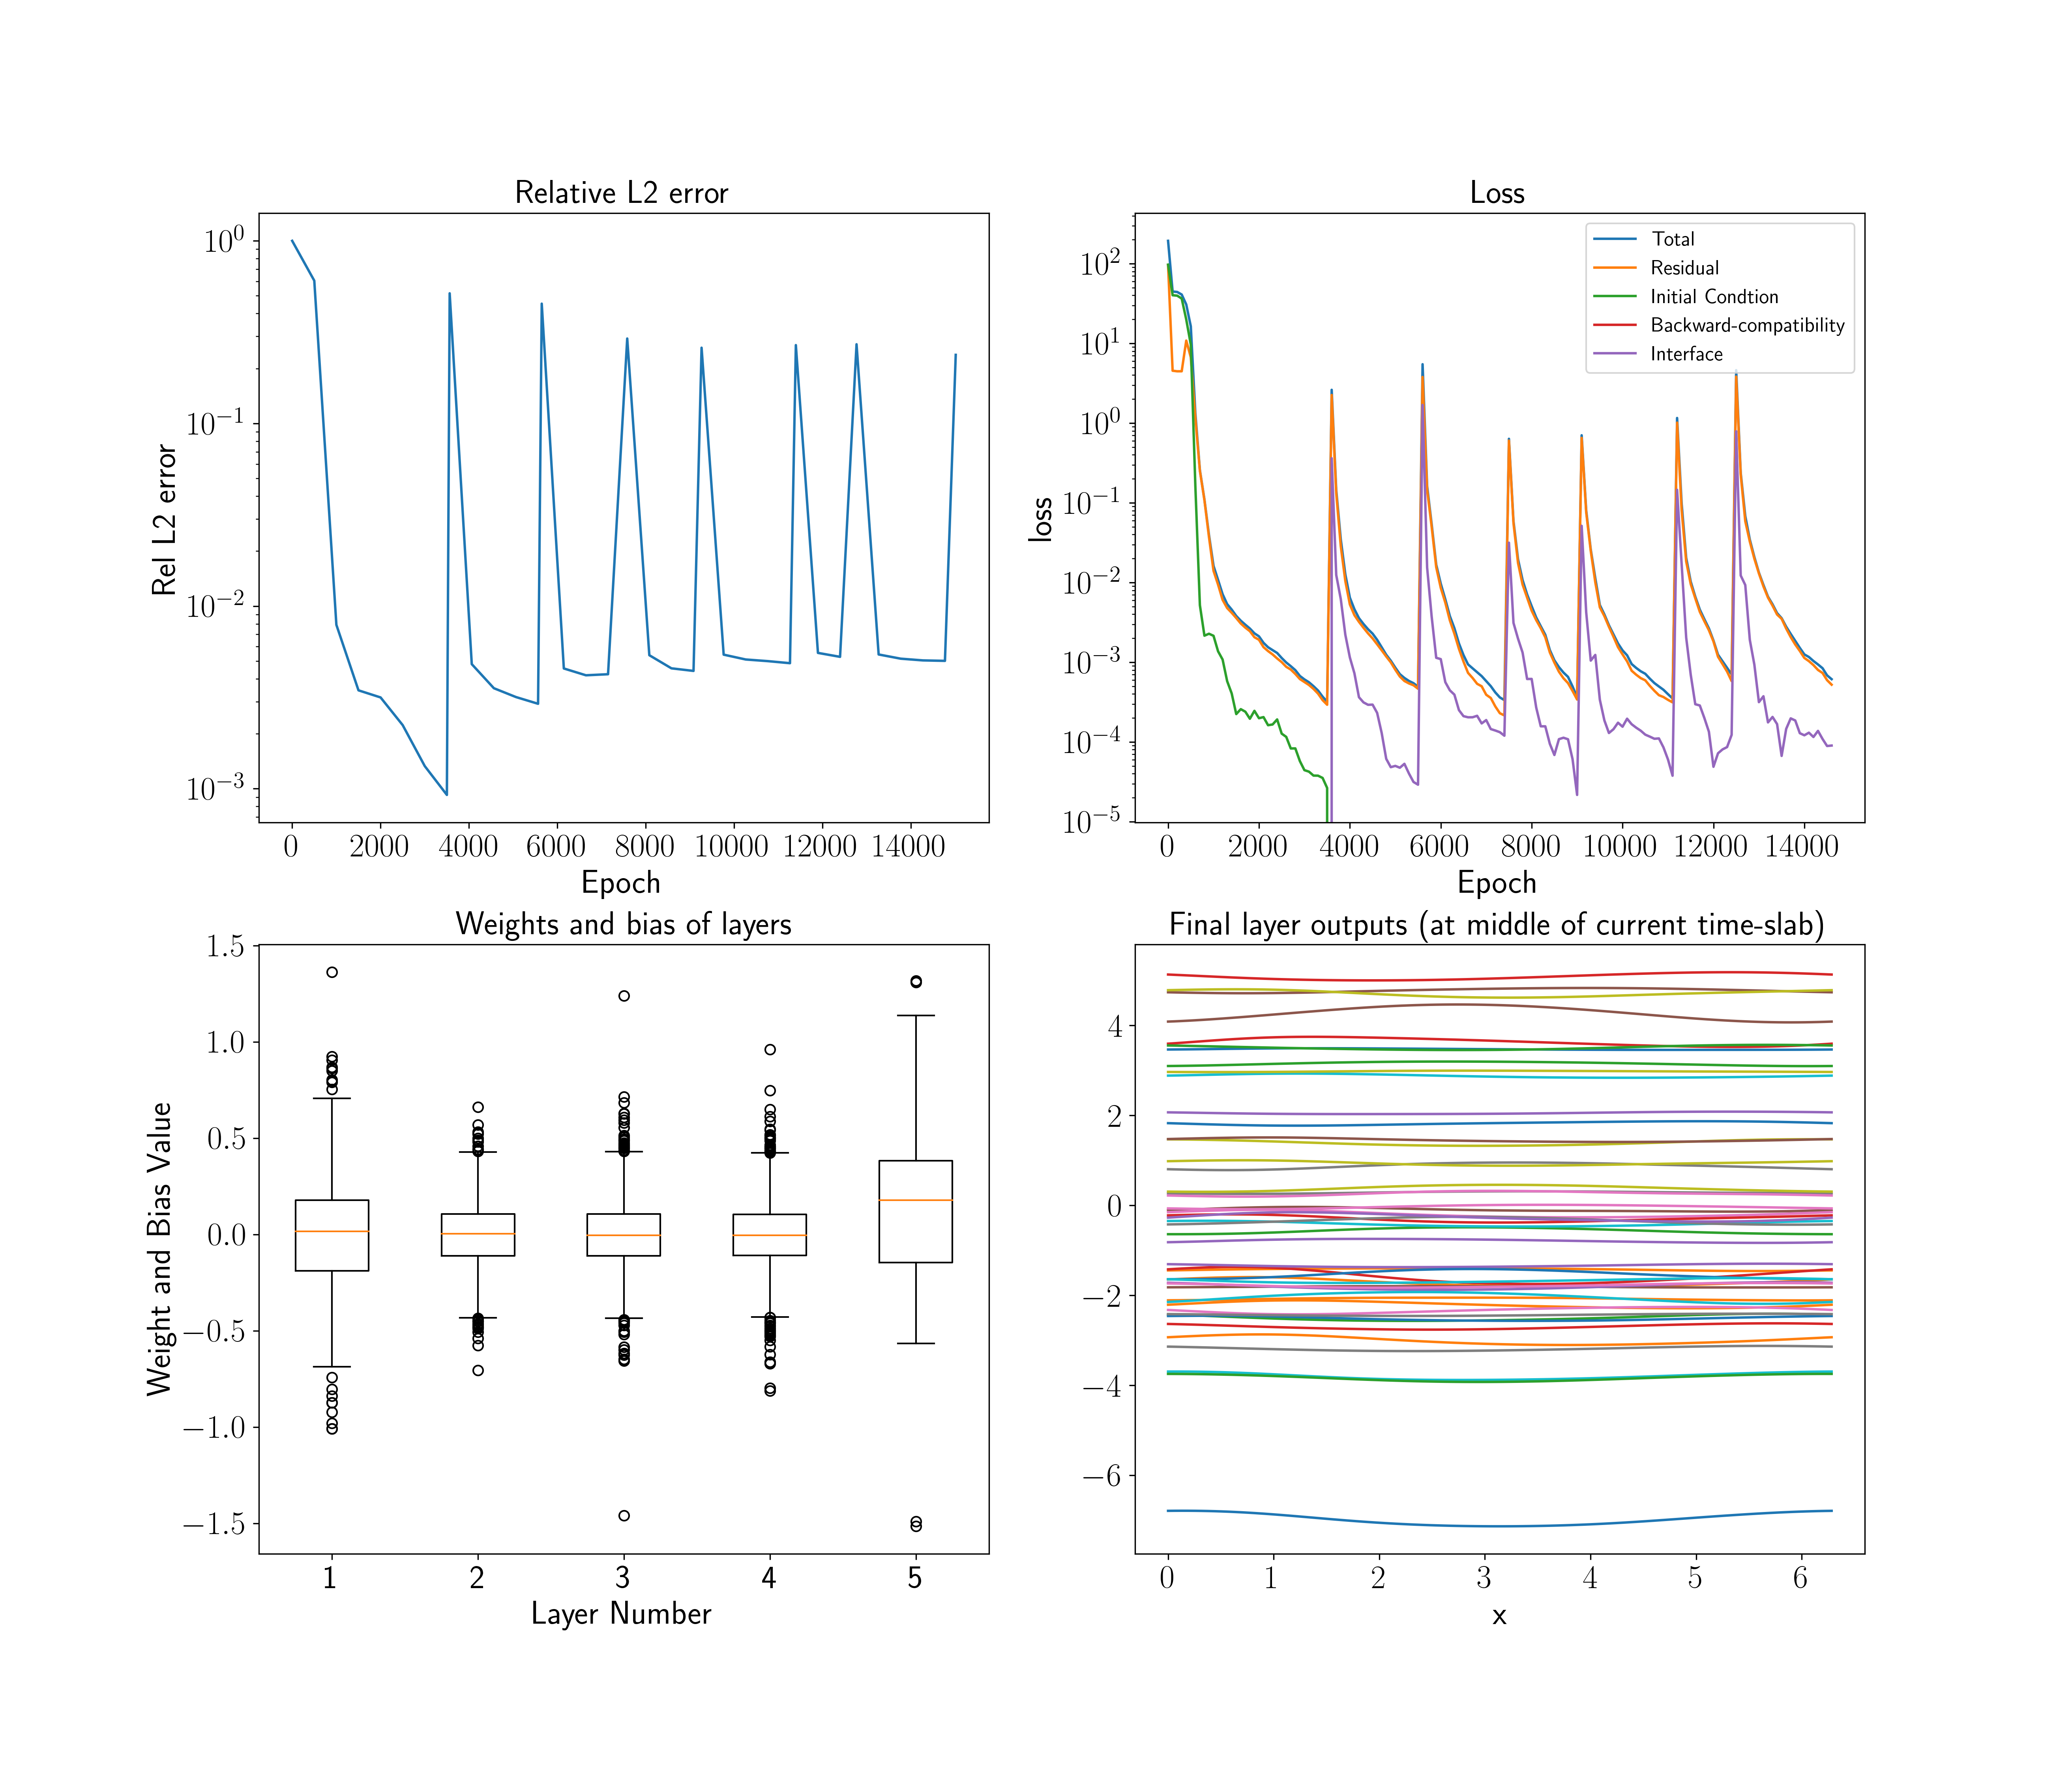 Relative L2 error
10^0
10^{-1}
10^{-2}
10^{-3}
Rel L2 error
0 2000 4000 6000 8000 10000 12000 14000
Epoch
Loss
10^2
10^1
10^0
10^{-1}
10^{-2}
10^{-3}
10^{-4}
10^{-5}
loss
Total
Residual
Initial Condtion
Backward-compatibility
Interface
0 2000 4000 6000 8000 10000 12000 14000
Epoch
Weights and bias of layers
1.5
1.0
0.5
0.0
−0.5
−1.0
−1.5
Weight and Bias Value
1 2 3 4 5
Layer Number
Final layer outputs (at middle of current time-slab)
4
2
0
−2
−4
−6
0 1 2 3 4 5 6
x